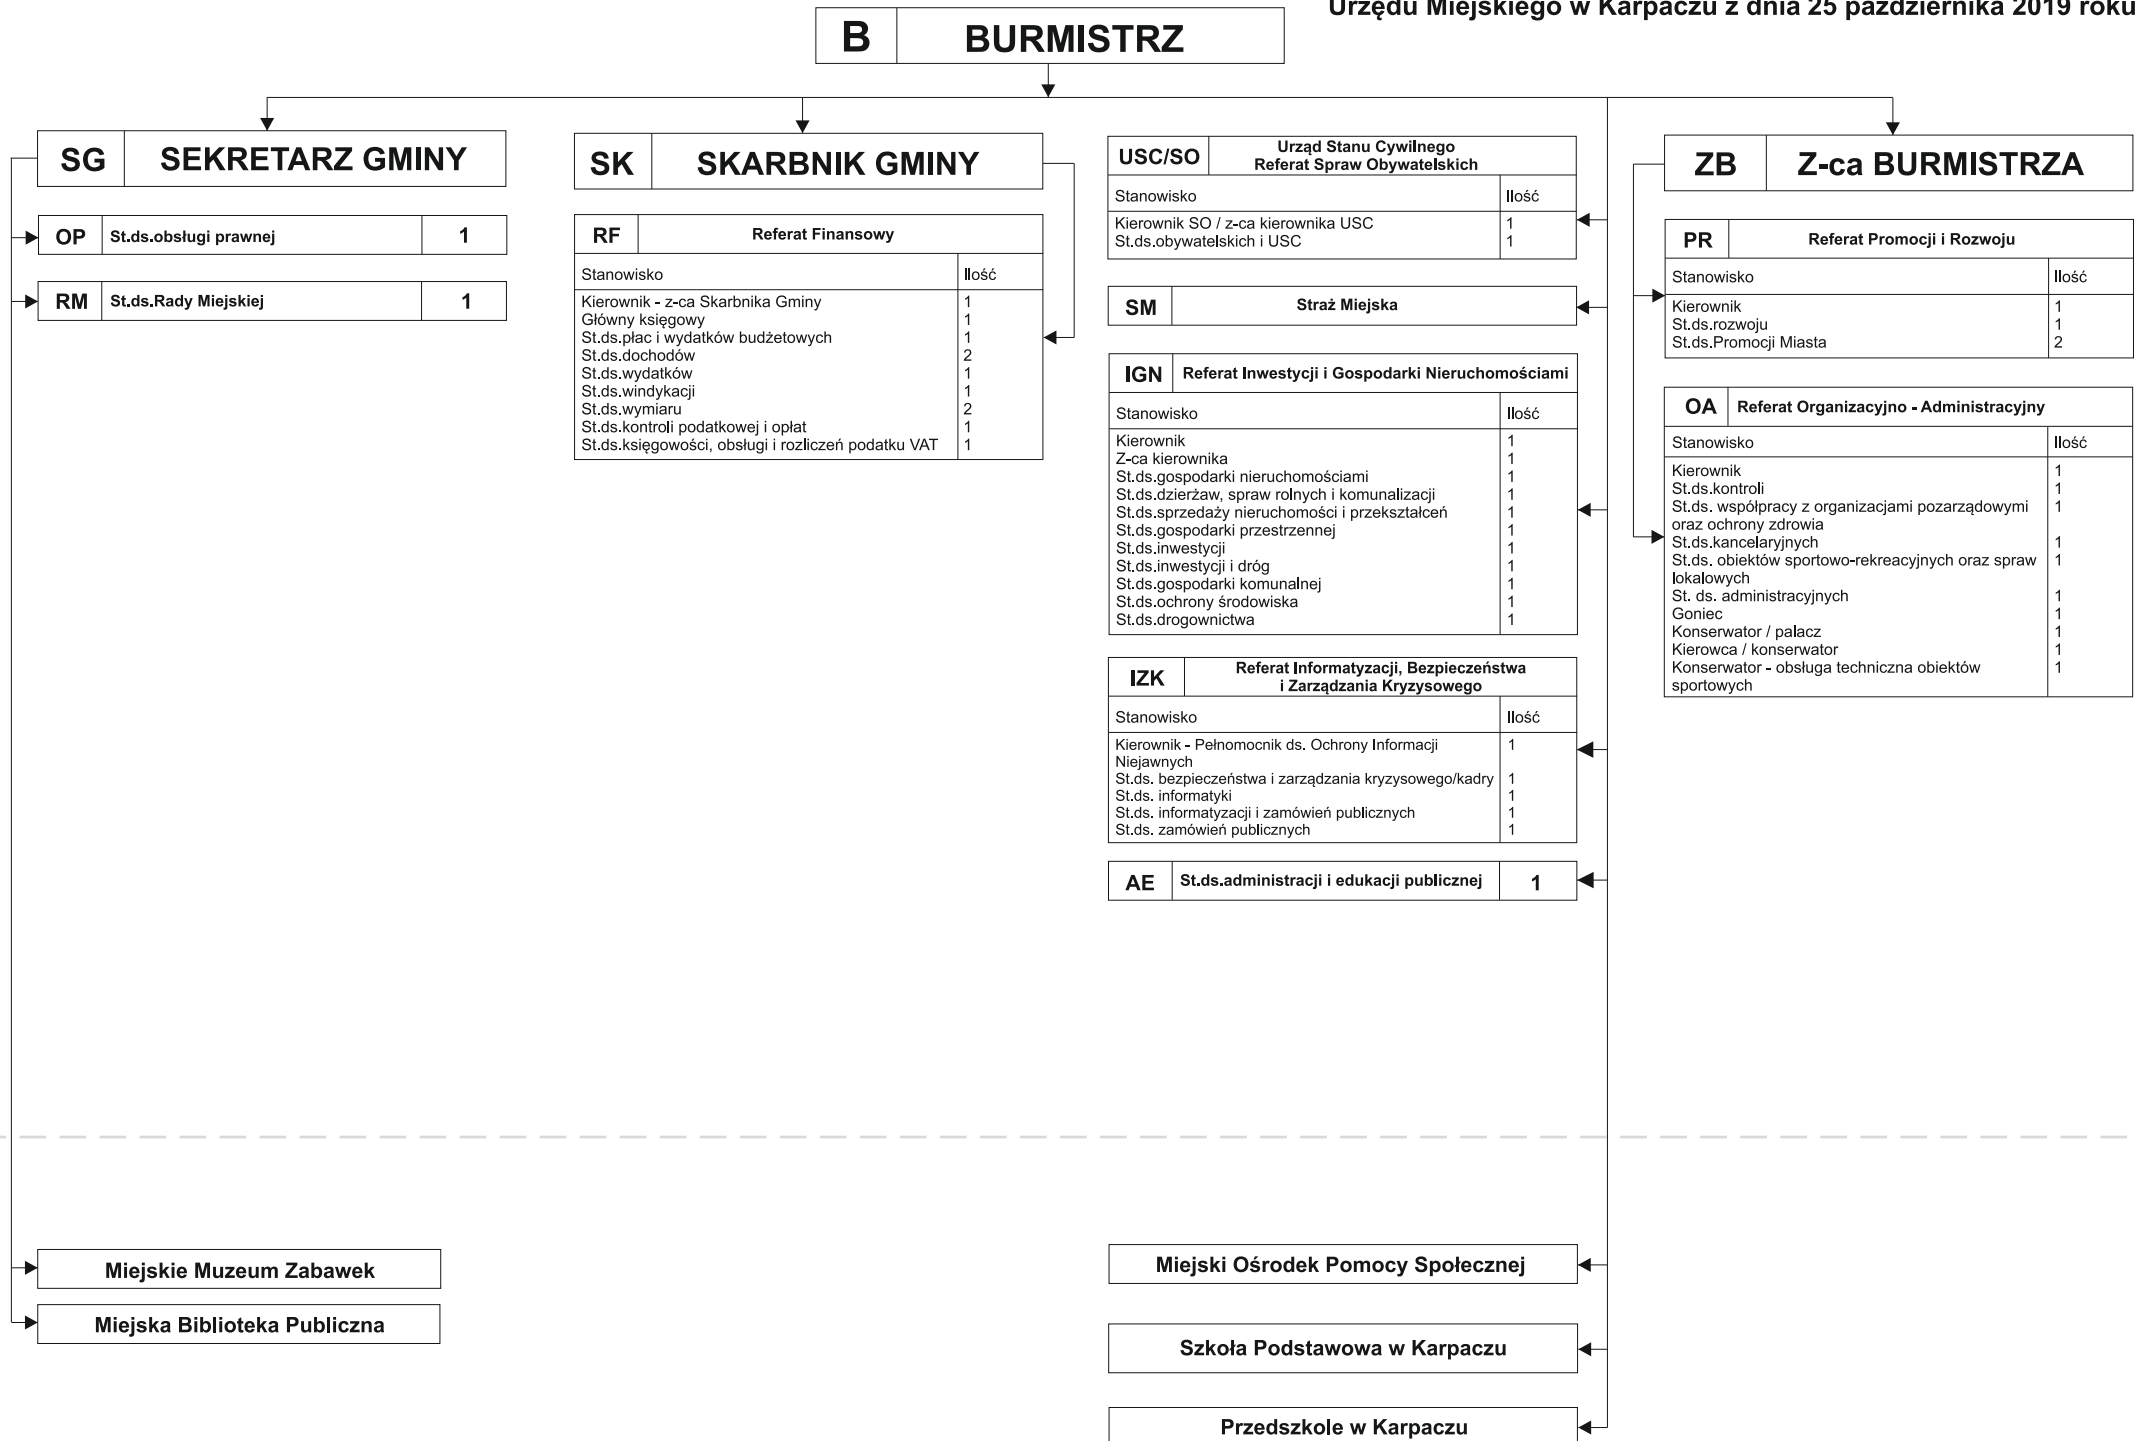 Urzędu Miejskiego w Karpaczu z dnia 25 października 2019 roku
B BURMISTRZ
SG SEKRETARZ GMINY
OP St.ds.obsługi prawnej 1
RM St.ds.Rady Miejskiej 1
SK SKARBNIK GMINY
RF Referat Finansowy
Stanowisko Ilość
Kierownik - z-ca Skarbnika Gminy 1
Główny księgowy 1
St.ds.płac i wydatków budżetowych 1
St.ds.dochodów 2
St.ds.wydatków 1
St.ds.windykacji 1
St.ds.wymiaru 2
St.ds.kontroli podatkowej i opłat 1
St.ds.księgowości, obsługi i rozliczeń podatku VAT 1
USC/SO Urząd Stanu Cywilnego
Referat Spraw Obywatelskich
Stanowisko Ilość
Kierownik SO / z-ca kierownika USC 1
St.ds.obywatelskich i USC 1
SM Straż Miejska
IGN Referat Inwestycji i Gospodarki Nieruchomościami
Stanowisko Ilość
Kierownik 1
Z-ca kierownika 1
St.ds.gospodarki nieruchomościami 1
St.ds.dzierżaw, spraw rolnych i komunalizacji 1
St.ds.sprzedaży nieruchomości i przekształceń 1
St.ds.gospodarki przestrzennej 1
St.ds.inwestycji 1
St.ds.inwestycji i dróg 1
St.ds.gospodarki komunalnej 1
St.ds.ochrony środowiska 1
St.ds.drogownictwa 1
IZK Referat Informatyzacji, Bezpieczeństwa
i Zarządzania Kryzysowego
Stanowisko Ilość
Kierownik - Pełnomocnik ds. Ochrony Informacji 1
Niejawnych
St.ds. bezpieczeństwa i zarządzania kryzysowego/kadry 1
St.ds. informatyki 1
St.ds. informatyzacji i zamówień publicznych 1
St.ds. zamówień publicznych 1
AE St.ds.administracji i edukacji publicznej 1
ZB Z-ca BURMISTRZA
PR Referat Promocji i Rozwoju
Stanowisko Ilość
Kierownik 1
St.ds.rozwoju 1
St.ds.Promocji Miasta 2
OA Referat Organizacyjno - Administracyjny
Stanowisko Ilość
Kierownik 1
St.ds.kontroli 1
St.ds. współpracy z organizacjami pozarządowymi 1
oraz ochrony zdrowia
St.ds.kancelaryjnych 1
St.ds. obiektów sportowo-rekreacyjnych oraz spraw 1
lokalowych
St. ds. administracyjnych 1
Goniec 1
Konserwator / palacz 1
Kierowca / konserwator 1
Konserwator - obsługa techniczna obiektów 1
sportowych
Miejskie Muzeum Zabawek
Miejska Biblioteka Publiczna
Miejski Ośrodek Pomocy Społecznej
Szkoła Podstawowa w Karpaczu
Przedszkole w Karpaczu